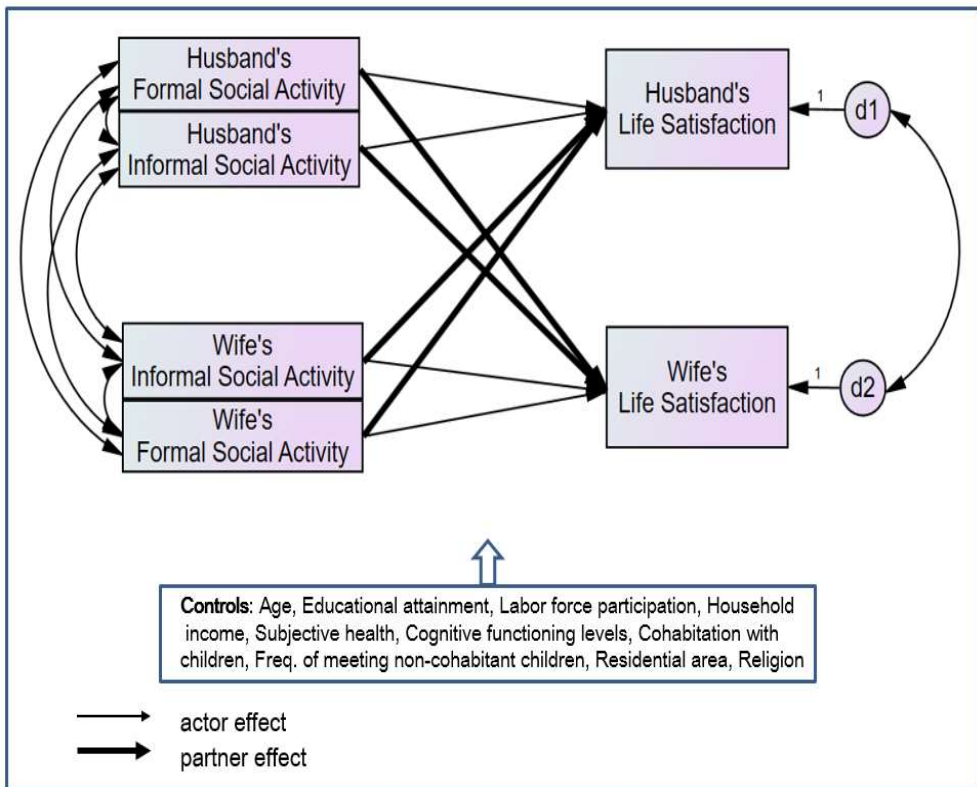 Husband's
Formal Social Activity
Husband's
Informal Social Activity
Husband's
Life Satisfaction
1
d1
Wife's
Informal Social Activity
Wife's
Formal Social Activity
Wife's
Life Satisfaction
1
d2
Controls: Age, Educational attainment, Labor force participation, Household
income, Subjective health, Cognitive functioning levels, Cohabitation with
children, Freq. of meeting non-cohabitant children, Residential area, Religion
actor effect
partner effect